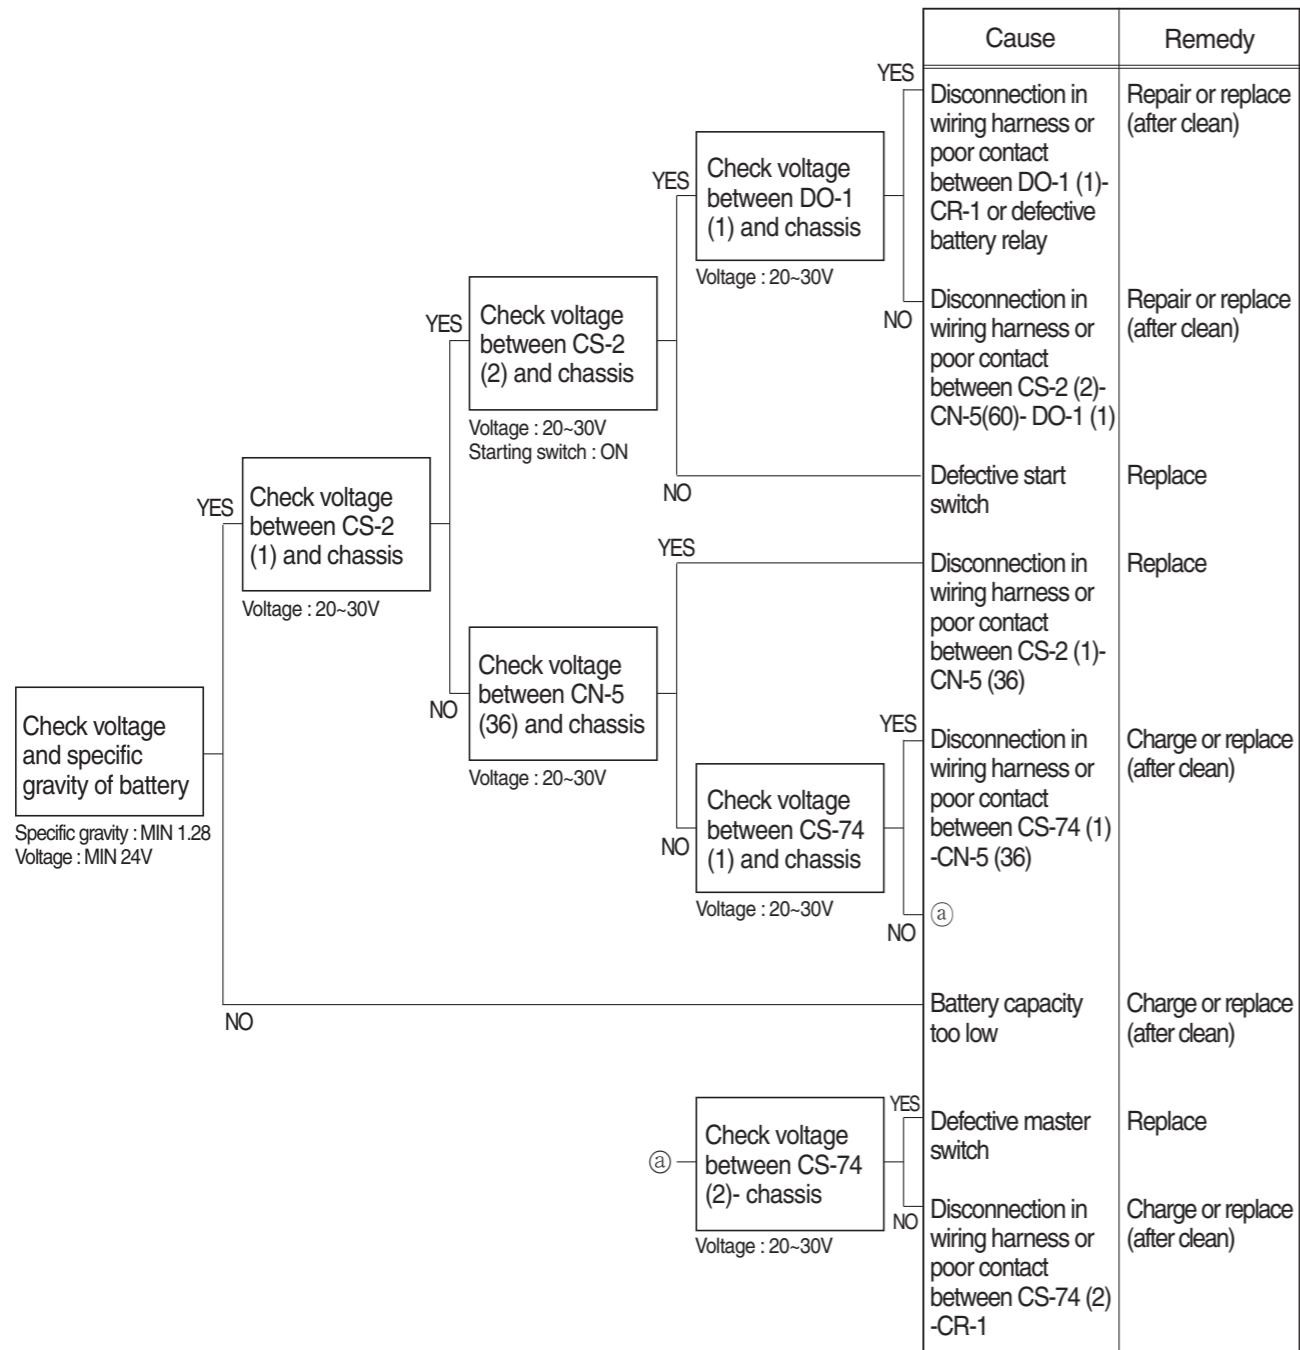 Cause
Remedy
YES
Disconnection in
wiring harness or
poor contact
between DO-1 (1)-
CR-1 or defective
battery relay
Repair or replace
(after clean)
YES
Check voltage
between DO-1
(1) and chassis
Voltage : 20~30V
NO
Disconnection in
wiring harness or
poor contact
between CS-2 (2)-
CN-5(60)- DO-1 (1)
Repair or replace
(after clean)
YES
Check voltage
between CS-2
(2) and chassis
Voltage : 20~30V
Starting switch : ON
NO
Defective start
switch
Replace
YES
Check voltage
between CS-2
(1) and chassis
Voltage : 20~30V
YES
Disconnection in
wiring harness or
poor contact
between CS-2 (1)-
CN-5 (36)
Replace
NO
Check voltage
between CN-5
(36) and chassis
Voltage : 20~30V
Check voltage
and specific
gravity of battery
Specific gravity : MIN 1.28
Voltage : MIN 24V
YES
Disconnection in
wiring harness or
poor contact
between CS-74 (1)
-CN-5 (36)
Charge or replace
(after clean)
NO
Check voltage
between CS-74
(1) and chassis
Voltage : 20~30V
NO
ⓐ
NO
Battery capacity
too low
Charge or replace
(after clean)
ⓐ
Check voltage
between CS-74
(2)- chassis
Voltage : 20~30V
YES
Defective master
switch
Replace
NO
Disconnection in
wiring harness or
poor contact
between CS-74 (2)
-CR-1
Charge or replace
(after clean)